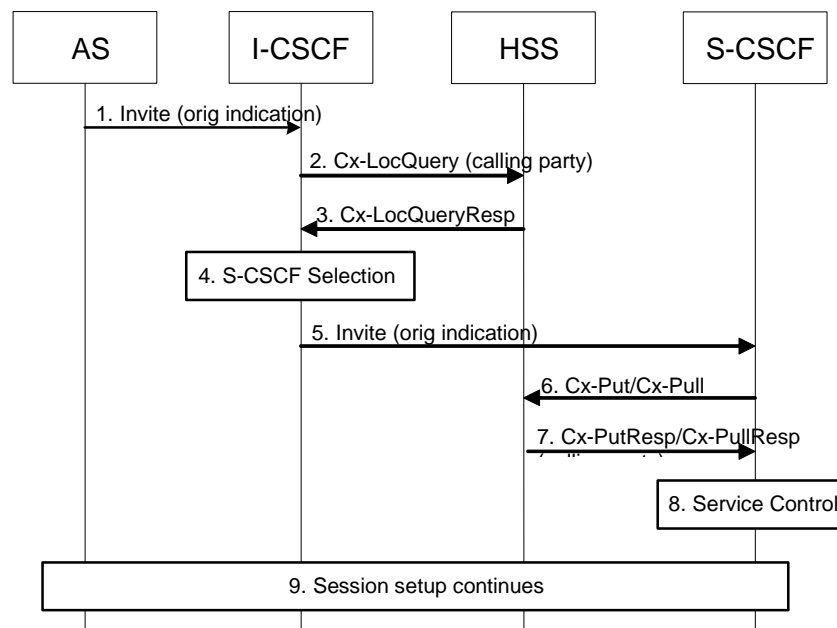 AS
I-CSCF
HSS
S-CSCF
1. Invite (orig indication)
2. Cx-LocQuery (calling party)
3. Cx-LocQueryResp
4. S-CSCF Selection
5. Invite (orig indication)
6. Cx-Put/Cx-Pull
7. Cx-PutResp/Cx-PullResp
8. Service Control
9. Session setup continues